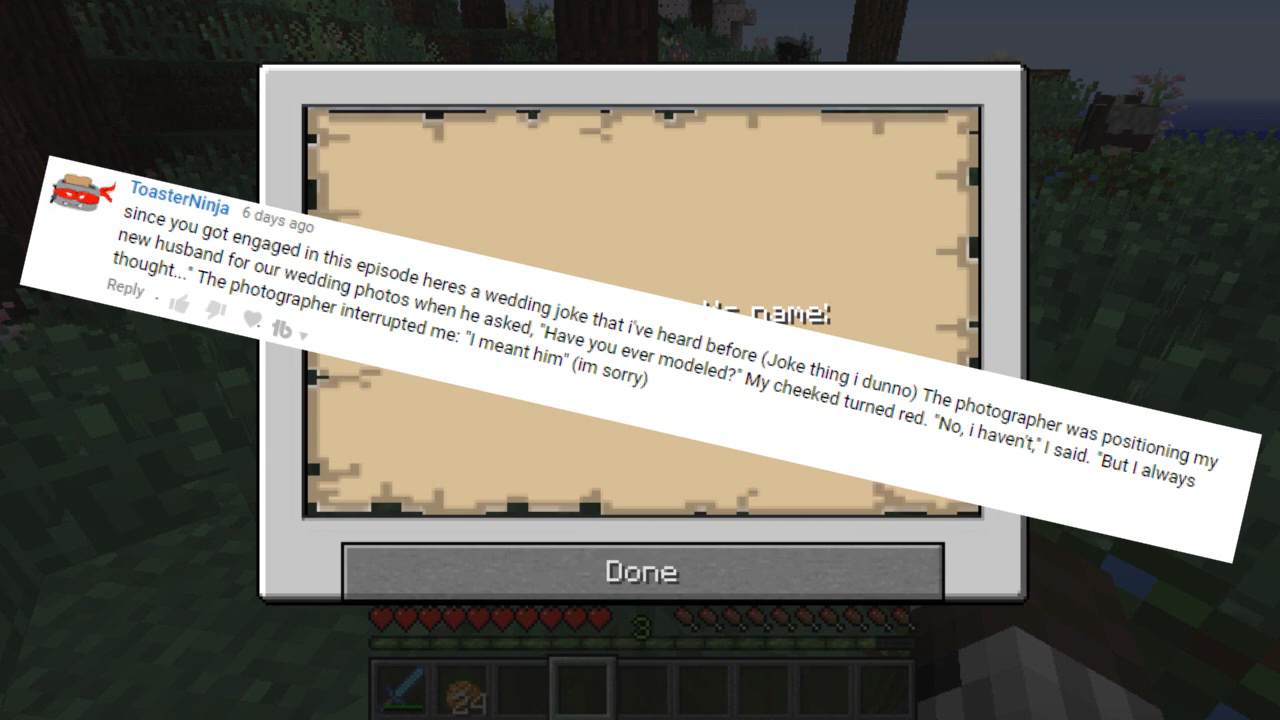 ToasterNinja 6 days ago
since you got engaged in this episode heres a wedding joke that i've heard before (Joke thing i dunno) The photographer was positioning my
new husband for our wedding photos when he asked, "Have you ever modeled?" My cheeked turned red. "No, i haven't," I said. "But I always
thought..." The photographer interrupted me: "I meant him" (im sorry)
Reply
name:
Done
3
24